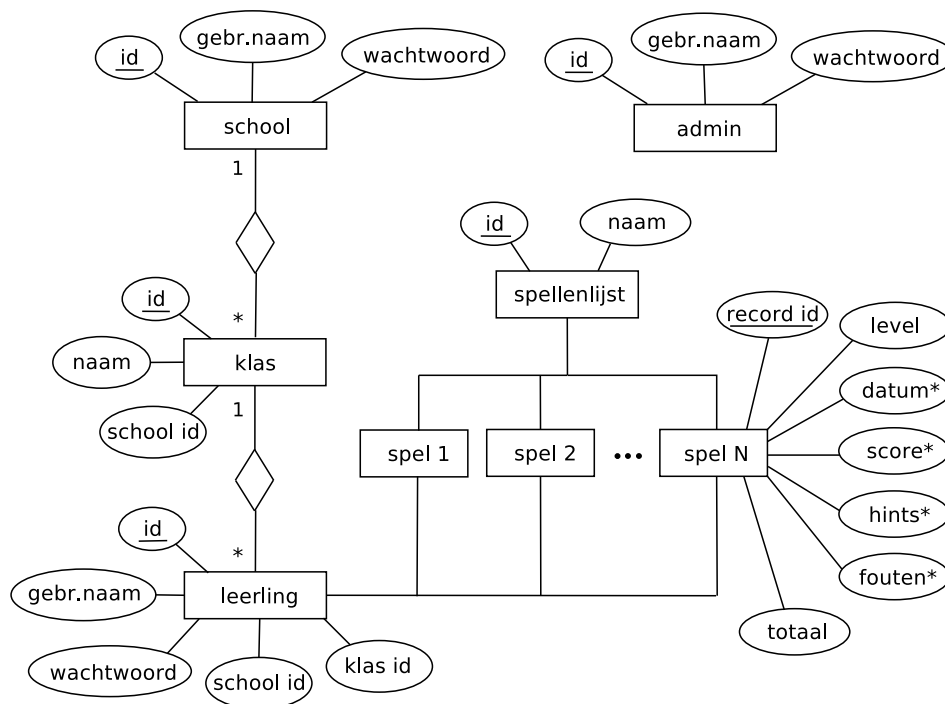 id
gebr.naam
wachtwoord
school
id
gebr.naam
wachtwoord
admin
1
*
id
naam
school id
klas
1
*
id
naam
spellenlijst
spel 1
spel 2
...
spel N
record id
level
datum*
score*
hints*
fouten*
totaal
id
gebr.naam
leerling
wachtwoord
school id
klas id